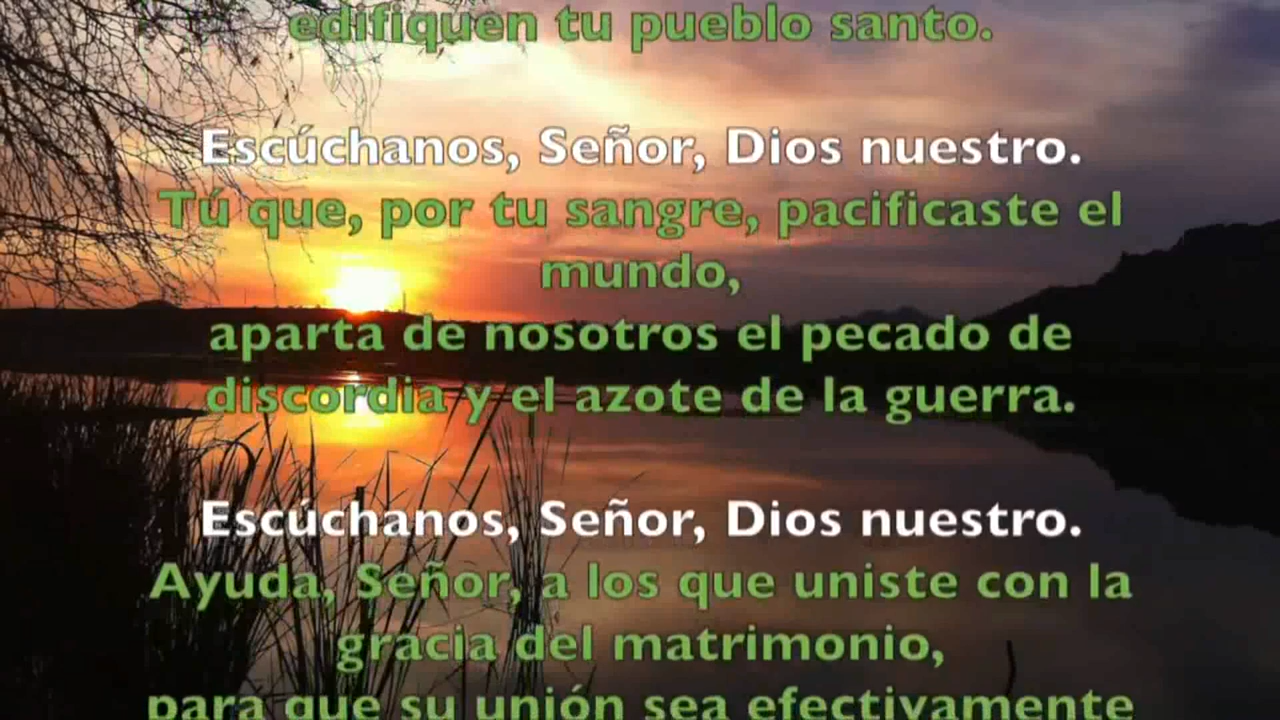 edifiquen tu pueblo santo.
Escúchanos, Señor, Dios nuestro.
Tú que, por tu sangre, pacificaste el
mundo,
aparta de nosotros el pecado de
discordia y el azote de la guerra.
Escúchanos, Señor, Dios nuestro.
Ayuda, Señor, a los que uniste con la
gracia del matrimonio,
para que su unión sea efectivamente